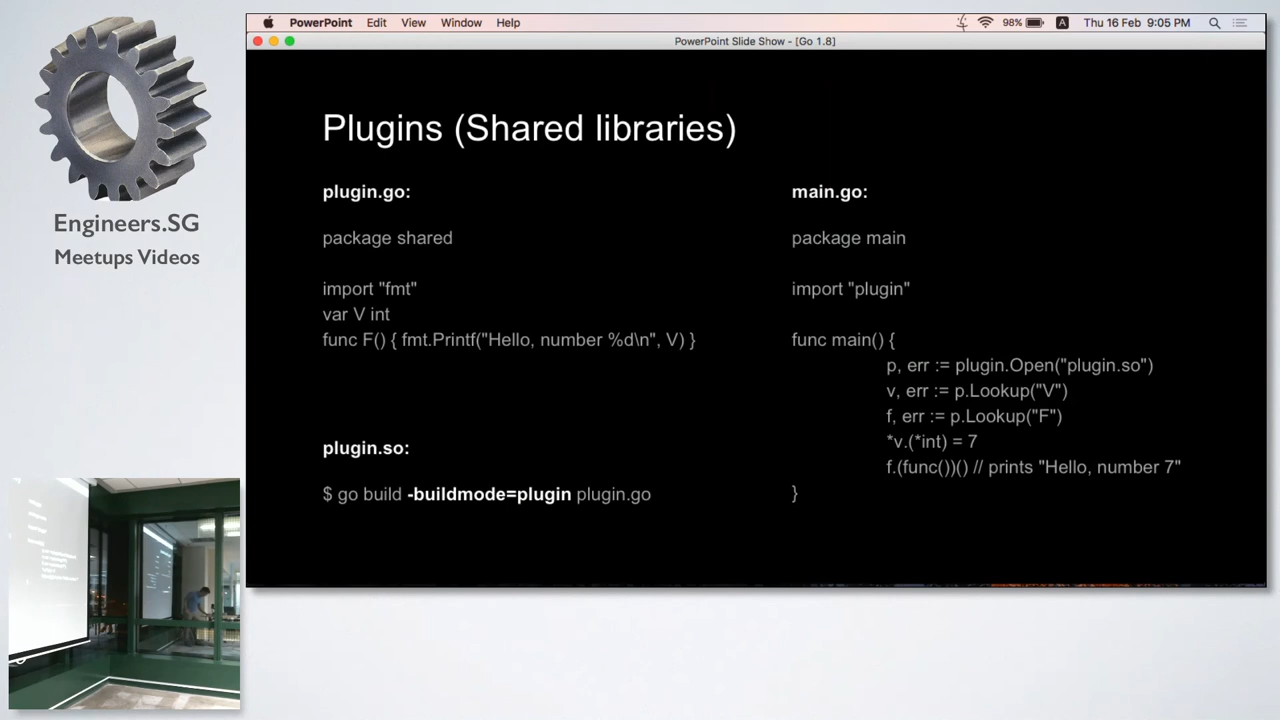 PowerPoint Edit View Window Help 98% A Thu 16 Feb 9:05 PM
PowerPoint Slide Show - [Go 1.8]
Engineers.SG
Meetups Videos
Plugins (Shared libraries)
plugin.go:
package shared
import "fmt"
var V int
func F() { fmt.Printf("Hello, number %d\n", V) }
plugin.so:
$ go build -buildmode=plugin plugin.go
main.go:
package main
import "plugin"
func main() {
p, err := plugin.Open("plugin.so")
v, err := p.Lookup("V")
f, err := p.Lookup("F")
*v.(*int) = 7
f.(func())() // prints "Hello, number 7"
}